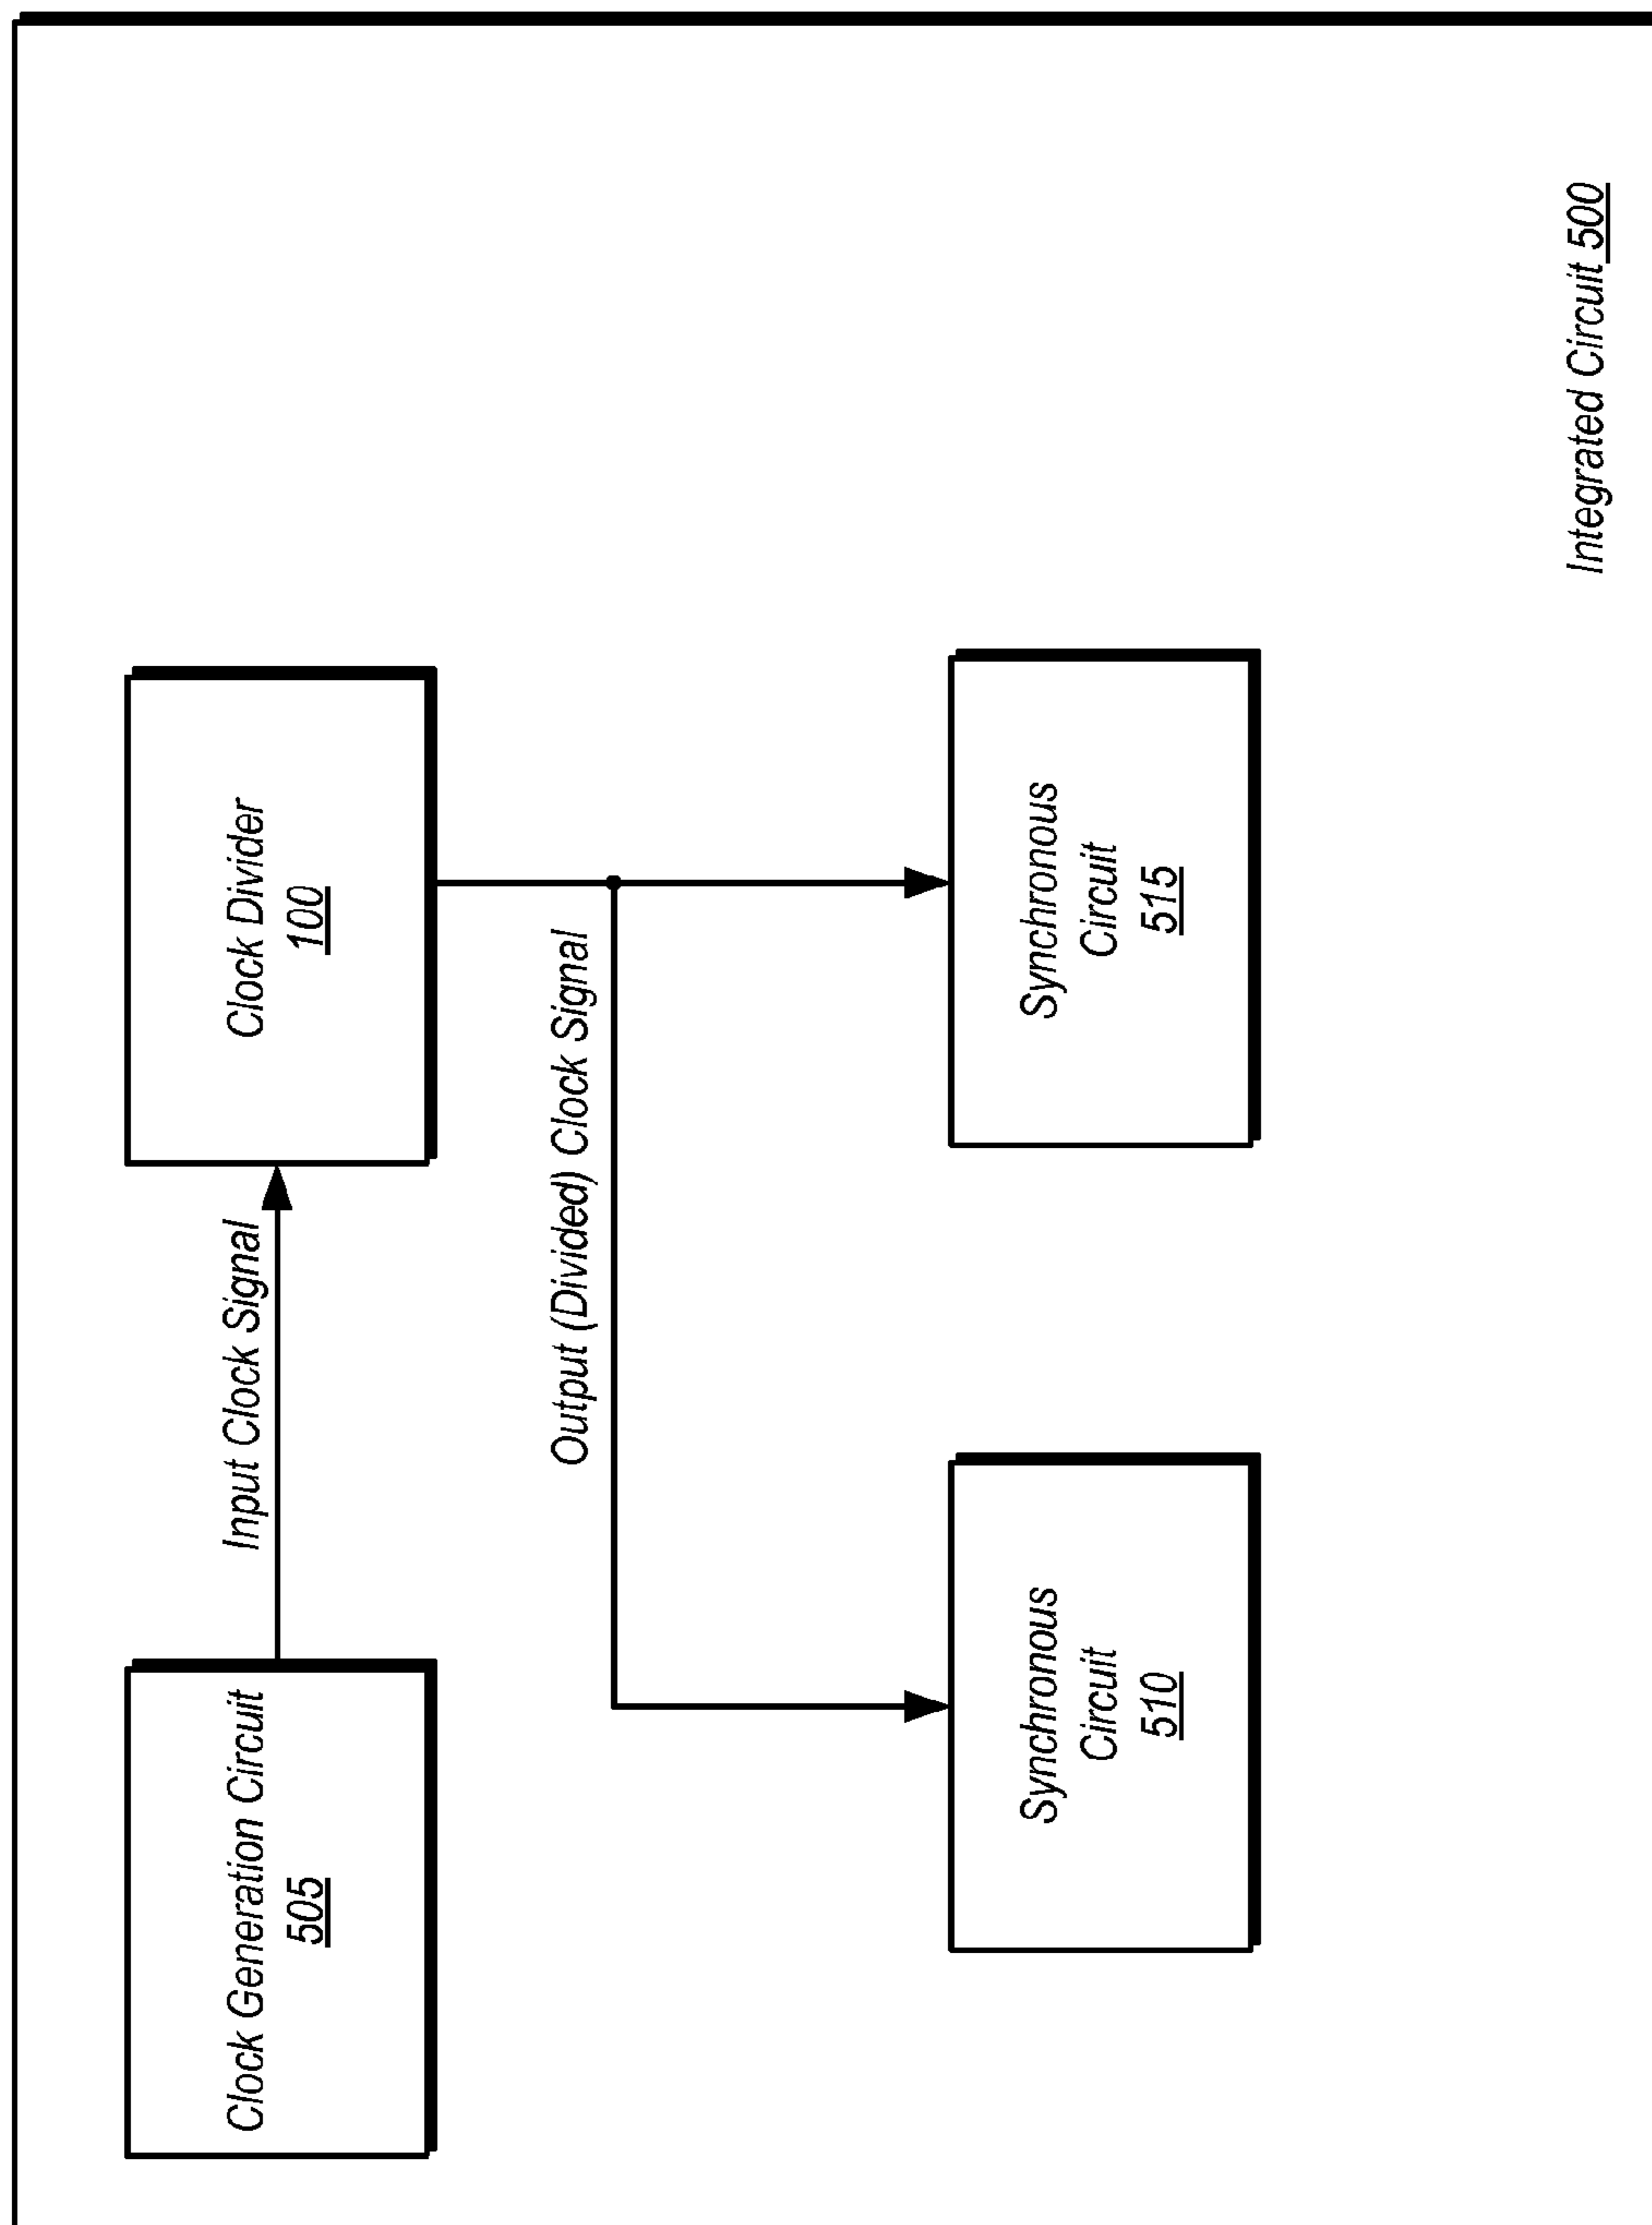 Clock Generation Circuit
505
Input Clock Signal
Clock Divider
100
Output (Divided) Clock Signal
Synchronous
Circuit
510
Synchronous
Circuit
515
Integrated Circuit 500